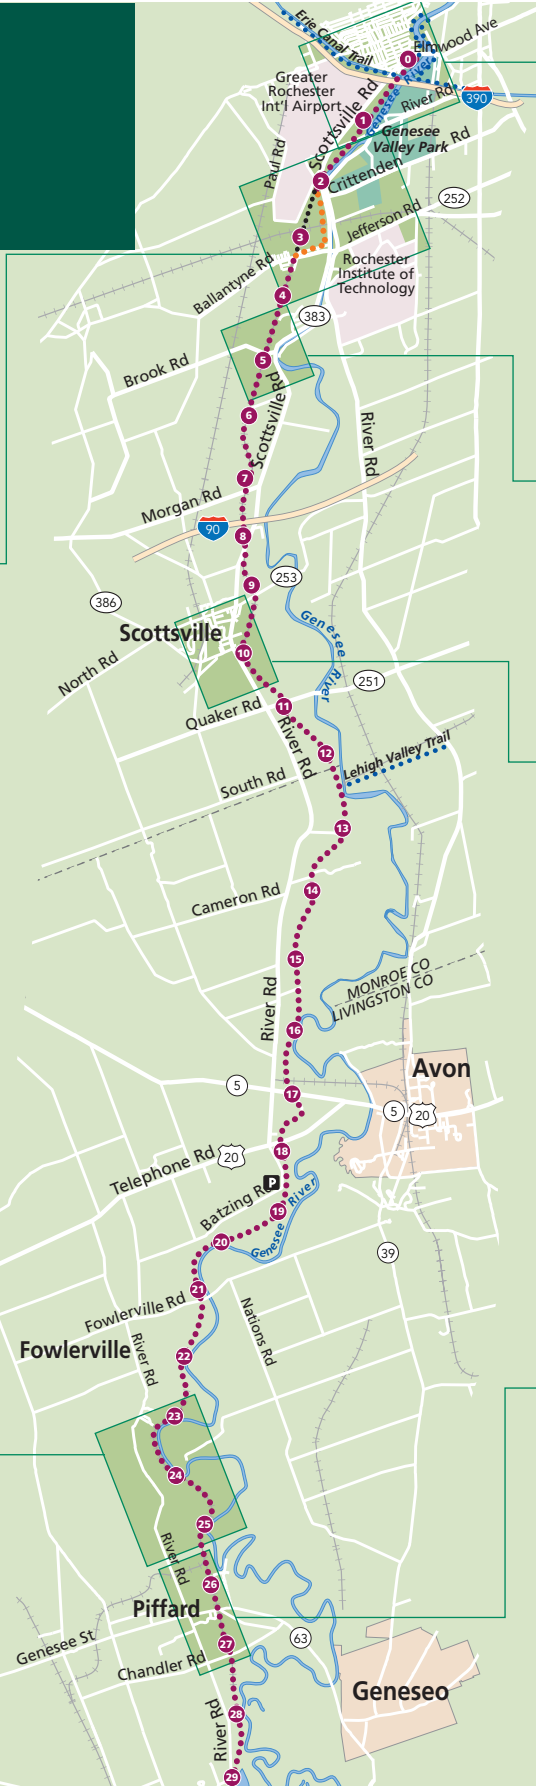 Erie Canal Trail
Elmwood Ave
0
Greater
Rochester
Int'l Airport
Scottsville Rd
Genesee River
River Rd
390
1
Genesee
Valley Park
Rd
Paul Rd
2
Crittenden
252
3
Jefferson Rd
Ballantyne Rd
Rochester
Institute of
Technology
4
383
Brook Rd
5
Scottsville Rd
6
River Rd
7
Morgan Rd
90
8
253
9
386
Genesee
River
Scottsville
10
North Rd
251
11
Quaker Rd
River Rd
12
Lehigh Valley Trail
South Rd
13
Cameron Rd
14
15
MONROE CO
LIVINGSTON CO
River Rd
16
Avon
5
17
5
20
18
20
Telephone Rd
P
Batzing Rd
19
Genesee River
20
39
21
Fowlerville Rd
Nations Rd
River Rd
Fowlerville
22
23
24
25
River Rd
26
Piffard
Genesee St
27
63
Chandler Rd
Geneseo
28
River Rd
29